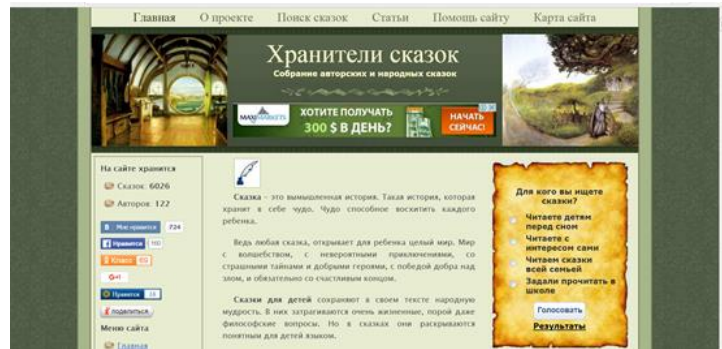 Главная О проекте Поиск сказок Статьи Помощь сайту Карта сайта
Хранители сказок
Собрание авторских и народных сказок
MAXIMARKETS
ХОТИТЕ ПОЛУЧАТЬ
300 $ В ДЕНЬ?
НАЧАТЬ
СЕЙЧАС!
На сайте хранится
Сказок: 6026
Авторов: 122
Мне нравится 724
Нравится 160
Класс!
G+1
Нравится 15
поделиться
Меню сайта
Главная
Сказка – это вымышленная история. Такая история, которая
хранит в себе чудо. Чудо способное восхитить каждого
ребенка.
Ведь любая сказка, открывает для ребенка целый мир. Мир
с волшебством, с невероятными приключениями, со
страшными тайнами и добрыми героями, с победой добра над
злом, и обязательно со счастливым концом.
Сказки для детей сохраняют в своем тексте народную
мудрость. В них затрагиваются очень жизненные, порой даже
философские вопросы. Но в сказках они раскрываются
понятным для детей языком.
Для кого вы ищете
сказки?
Читаете детям
перед сном
Читаете с
интересом сами
Читаем сказки
всей семьей
Задали прочитать в
школе
Голосовать
Результаты